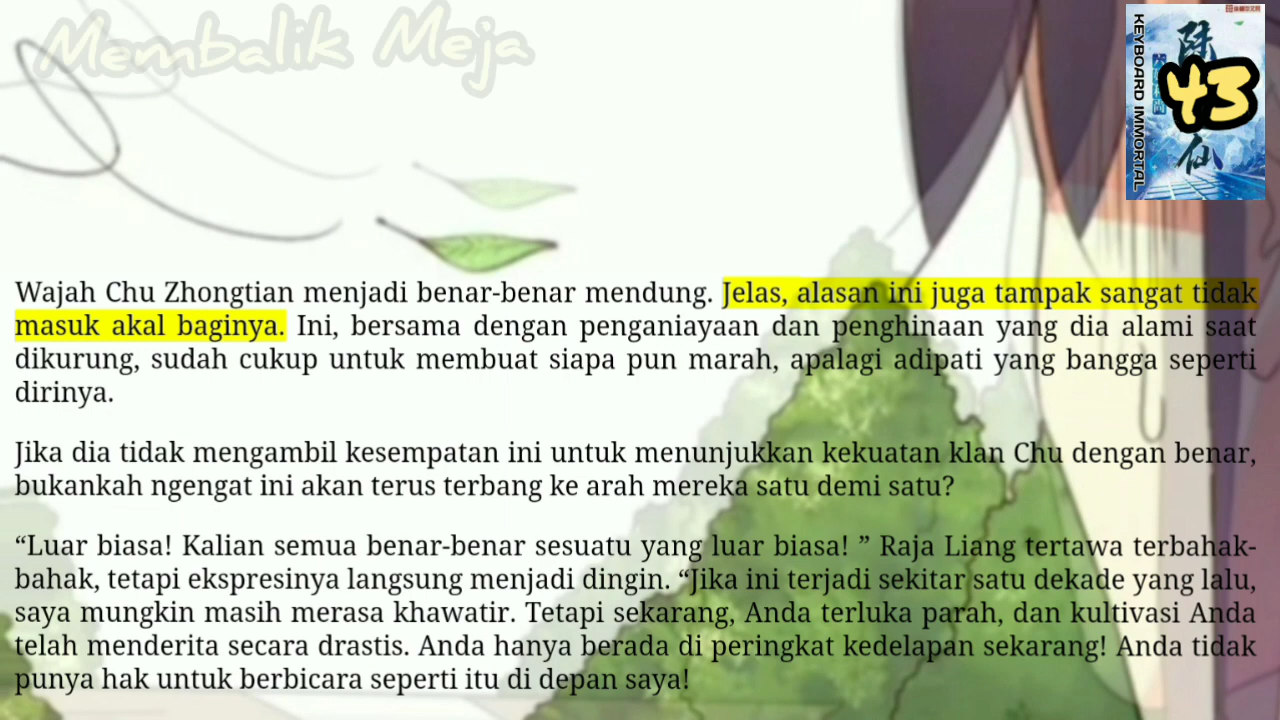 Membalik Meja
KEYBOARD IMMORTAL
陸
43
仙
Wajah Chu Zhongtian menjadi benar-benar mendung. Jelas, alasan ini juga tampak sangat tidak
masuk akal baginya. Ini, bersama dengan penganiayaan dan penghinaan yang dia alami saat
dikurung, sudah cukup untuk membuat siapa pun marah, apalagi adipati yang bangga seperti
dirinya.
Jika dia tidak mengambil kesempatan ini untuk menunjukkan kekuatan klan Chu dengan benar,
bukankah ngengat ini akan terus terbang ke arah mereka satu demi satu?
“Luar biasa! Kalian semua benar-benar sesuatu yang luar biasa! ” Raja Liang tertawa terbahak-
bahak, tetapi ekspresinya langsung menjadi dingin. “Jika ini terjadi sekitar satu dekade yang lalu,
saya mungkin masih merasa khawatir. Tetapi sekarang, Anda terluka parah, dan kultivasi Anda
telah menderita secara drastis. Anda hanya berada di peringkat kedelapan sekarang! Anda tidak
punya hak untuk berbicara seperti itu di depan saya!